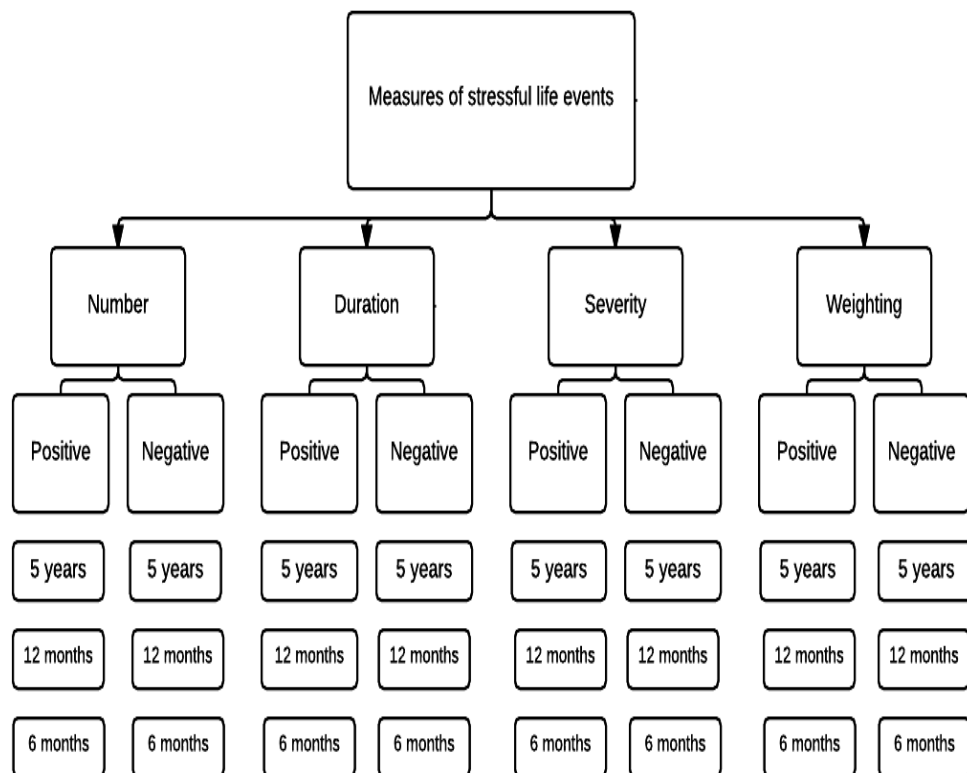 Measures of stressful life events
Number Duration Severity Weighting
Positive Negative Positive Negative Positive Negative Positive Negative
5 years 5 years 5 years 5 years 5 years 5 years 5 years 5 years
12 months 12 months 12 months 12 months 12 months 12 months 12 months 12 months
6 months 6 months 6 months 6 months 6 months 6 months 6 months 6 months